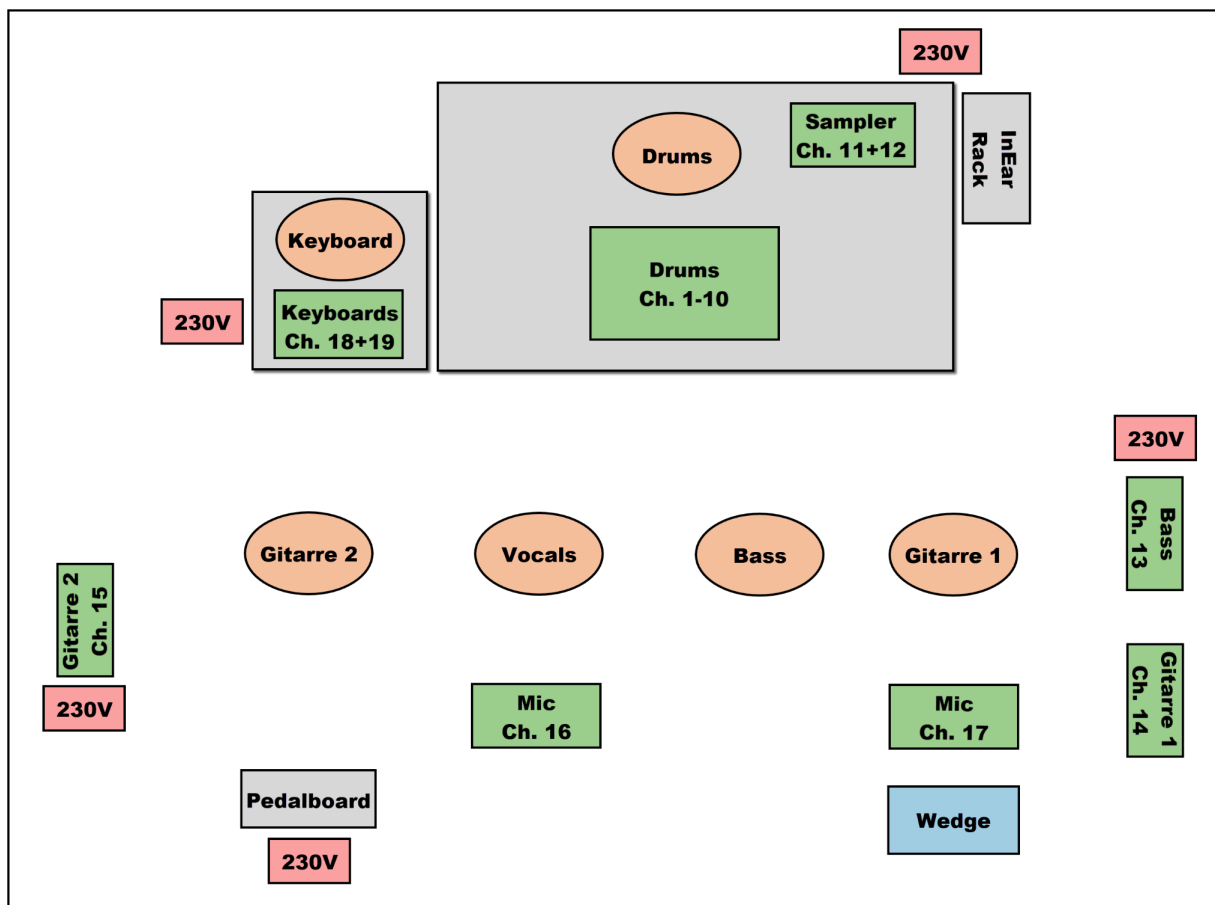 230V
Sampler
Ch. 11+12
InEar
Rack
Drums
Keyboard
Drums
Ch. 1-10
Keyboards
Ch. 18+19
230V
230V
Bass
Ch. 13
Gitarre 2
Vocals
Bass
Gitarre 1
Gitarre 2
Ch. 15
230V
Mic
Ch. 16
Mic
Ch. 17
Gitarre 1
Ch. 14
Pedalboard
230V
Wedge